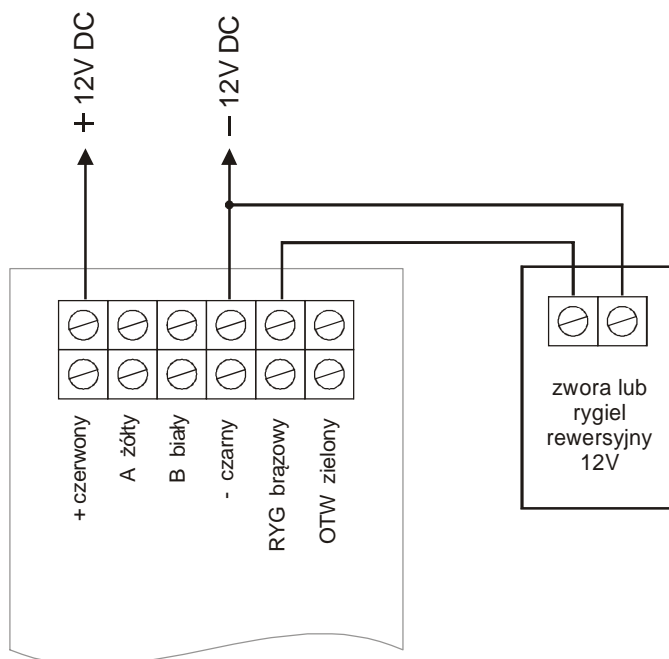 + 12V DC
– 12V DC
+ czerwony
A żółty
B biały
- czarny
RYG brązowy
OTW zielony
zwora lub
rygiel
rewersyjny
12V